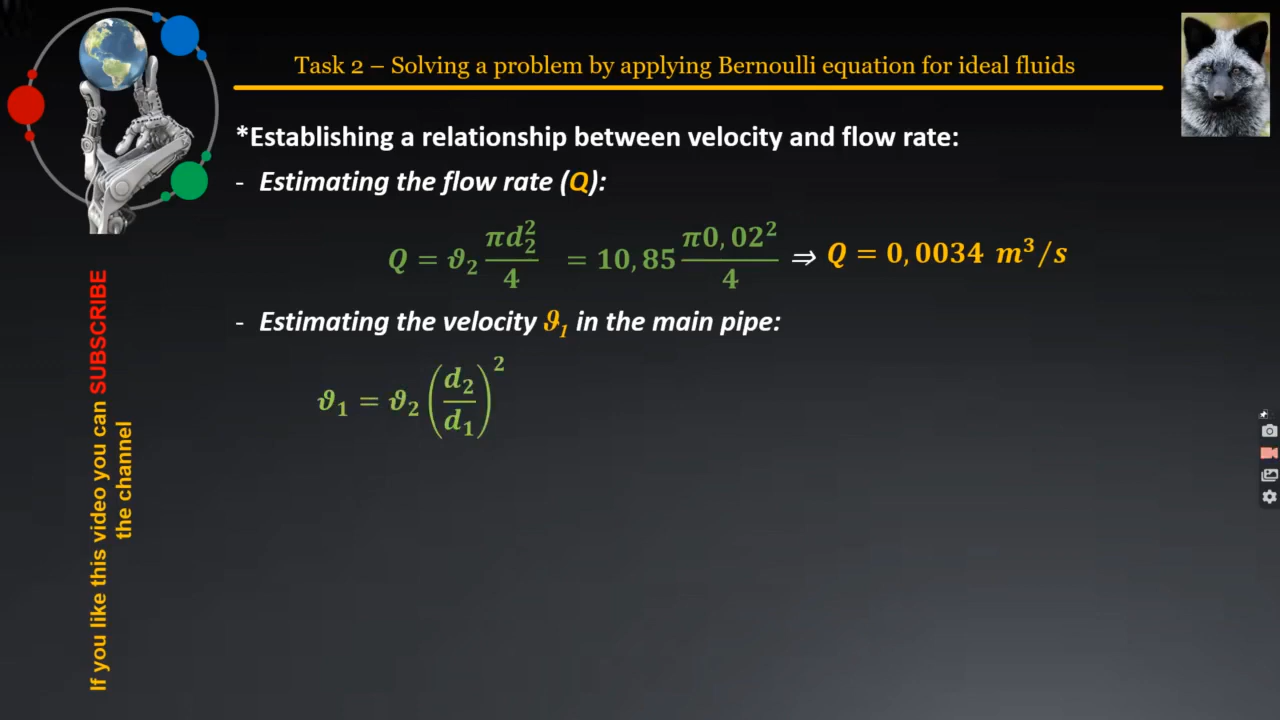 Task 2 – Solving a problem by applying Bernoulli equation for ideal fluids
*Establishing a relationship between velocity and flow rate:
- Estimating the flow rate (Q):
Q = ϑ₂ πd₂²/4 = 10,85 π0,02²/4 ⇒ Q = 0,0034 m³/s
- Estimating the velocity ϑ₁ in the main pipe:
ϑ₁ = ϑ₂ (d₂/d₁)²
If you like this video you can SUBSCRIBE
the channel